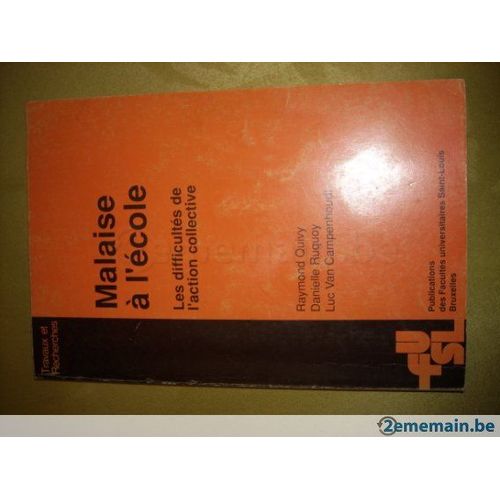 Travaux et
Recherches
Malaise
à l'école
Les difficultés de
l'action collective
Raymond Quivy
Danielle Ruquoy
Luc Van Campenhoudt
Publications
des Facultés universitaires Saint-Louis
Bruxelles
fusl
2ememain.be